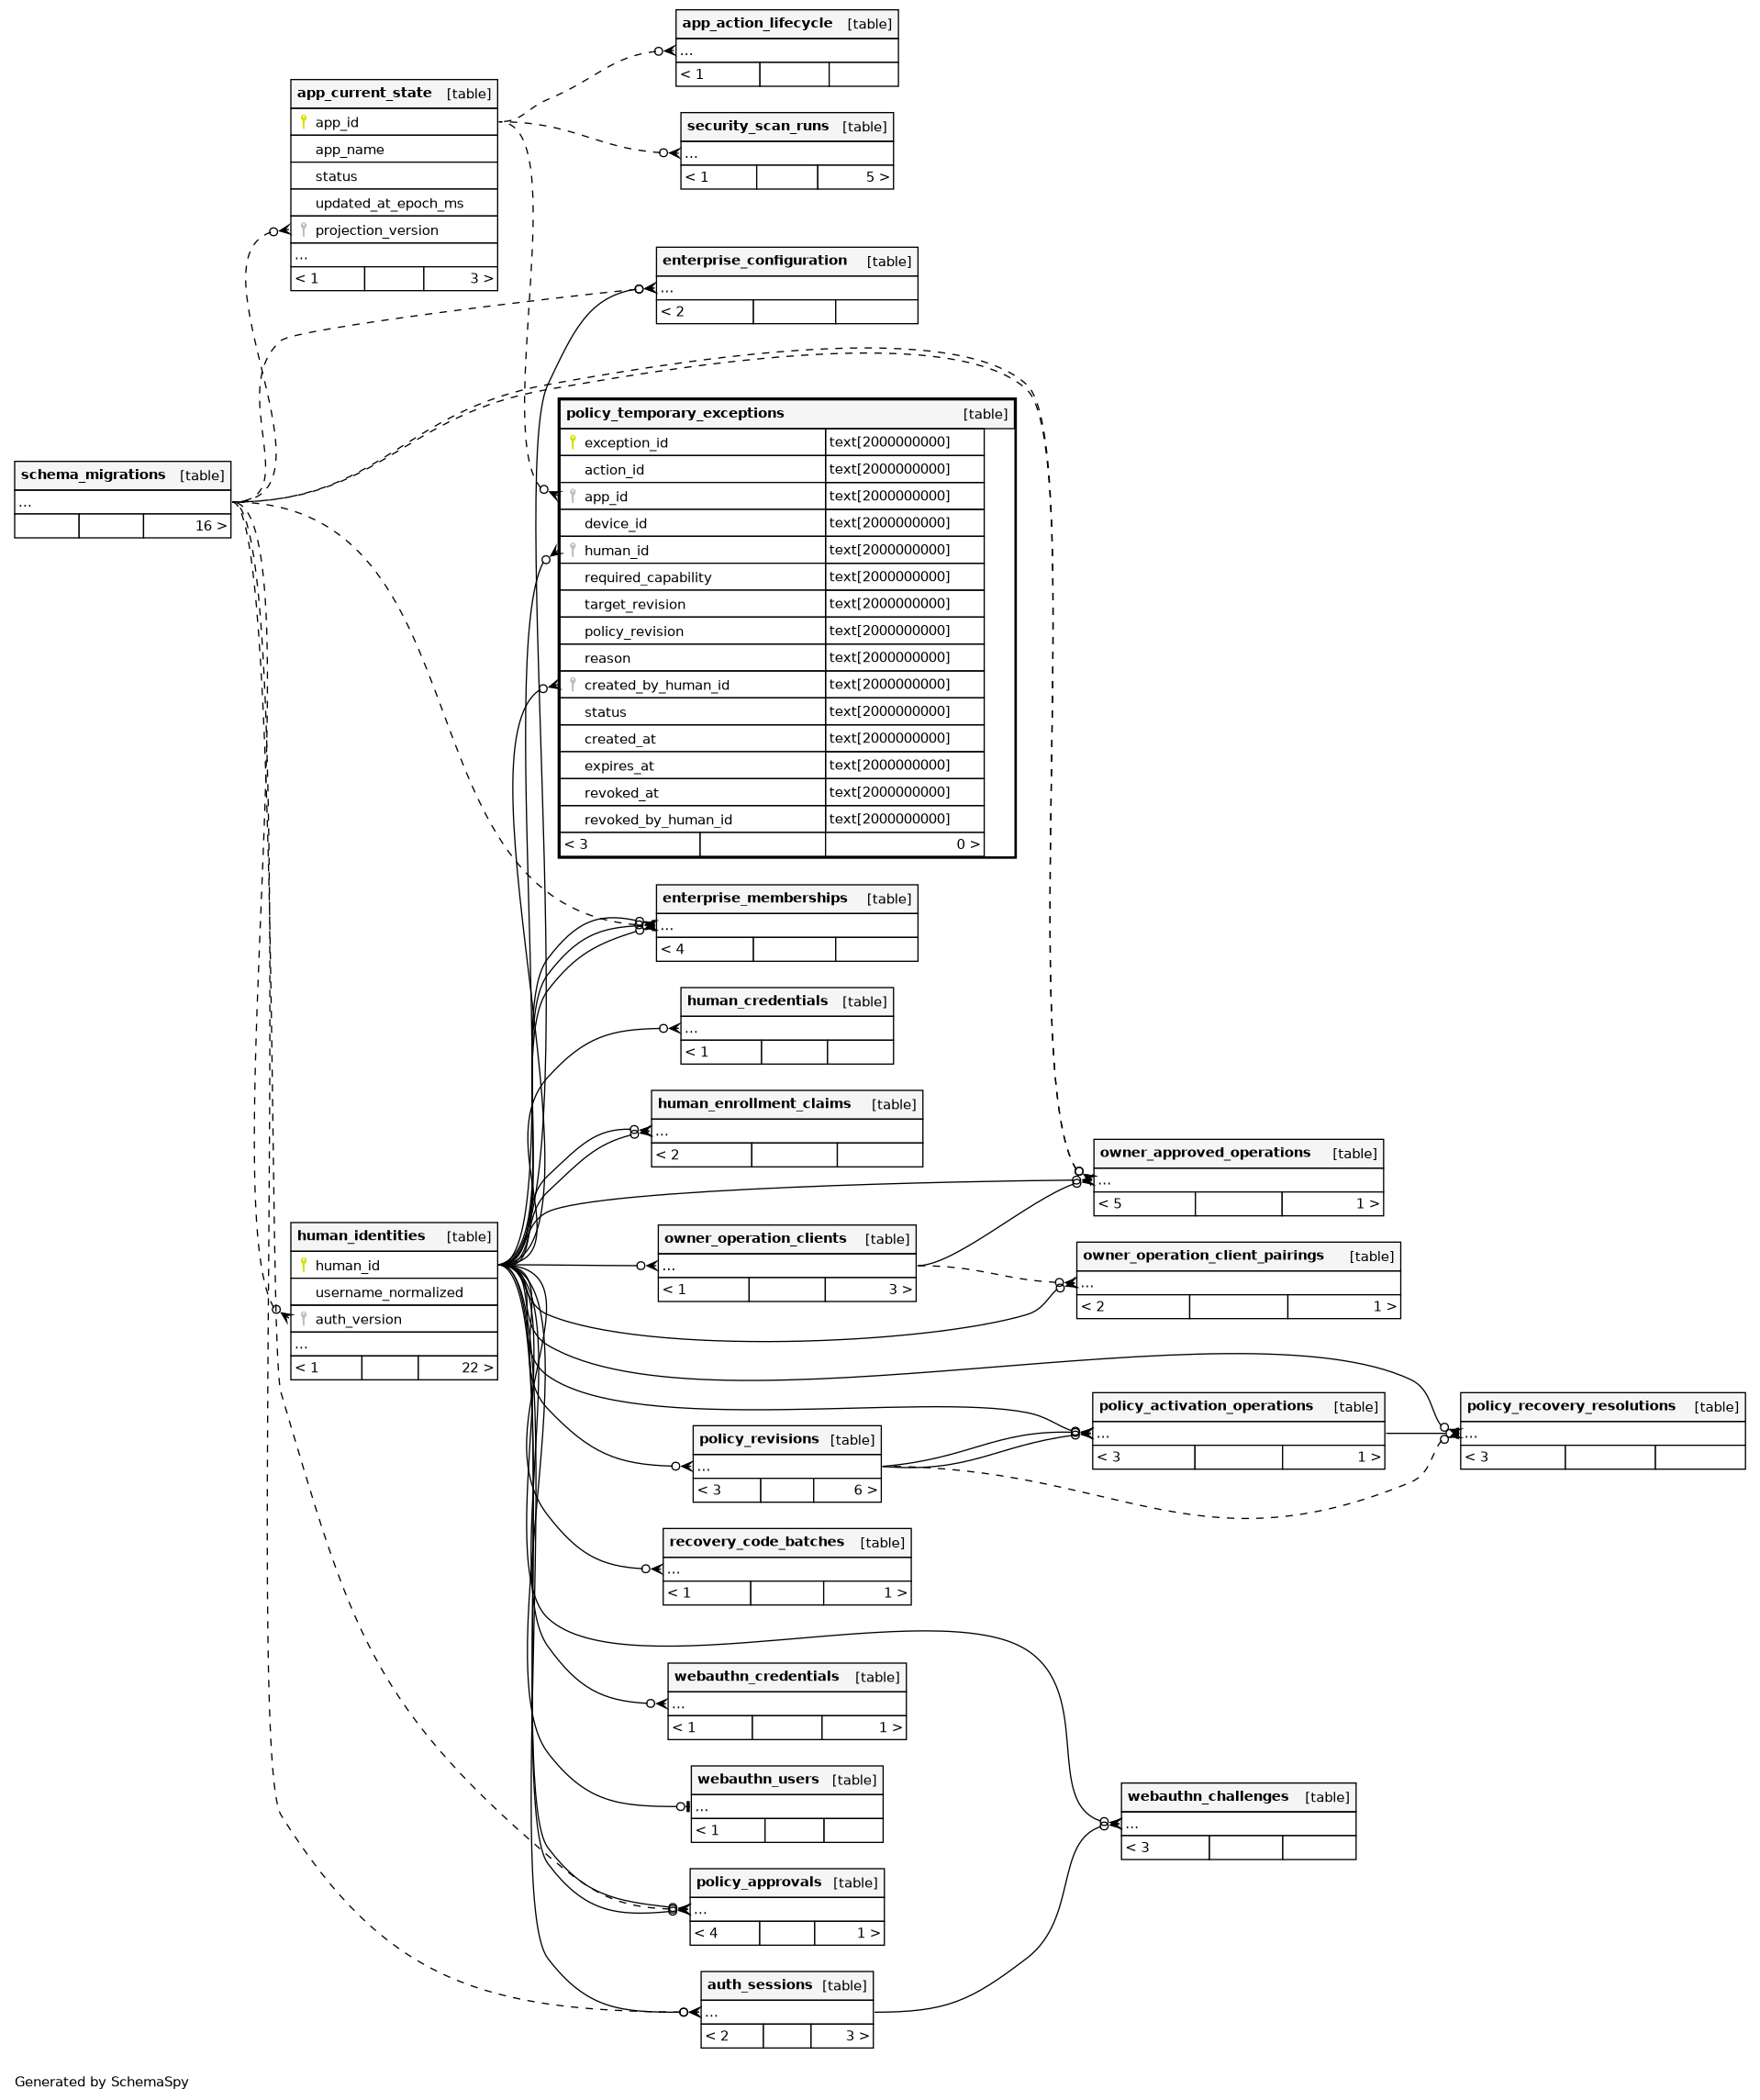 app_action_lifecycle [table]
...
< 1
app_current_state [table]
app_id
app_name
status
updated_at_epoch_ms
projection_version
...
< 1 3 >
security_scan_runs [table]
...
< 1 5 >
enterprise_configuration [table]
...
< 2
policy_temporary_exceptions [table]
exception_id text[2000000000]
action_id text[2000000000]
app_id text[2000000000]
device_id text[2000000000]
human_id text[2000000000]
required_capability text[2000000000]
target_revision text[2000000000]
policy_revision text[2000000000]
reason text[2000000000]
created_by_human_id text[2000000000]
status text[2000000000]
created_at text[2000000000]
expires_at text[2000000000]
revoked_at text[2000000000]
revoked_by_human_id text[2000000000]
< 3 0 >
schema_migrations [table]
...
16 >
enterprise_memberships [table]
...
< 4
human_credentials [table]
...
< 1
human_enrollment_claims [table]
...
< 2
owner_approved_operations [table]
...
< 5 1 >
human_identities [table]
human_id
username_normalized
auth_version
...
< 1 22 >
owner_operation_clients [table]
...
< 1 3 >
owner_operation_client_pairings [table]
...
< 2 1 >
policy_activation_operations [table]
...
< 3 1 >
policy_recovery_resolutions [table]
...
< 3
policy_revisions [table]
...
< 3 6 >
recovery_code_batches [table]
...
< 1 1 >
webauthn_credentials [table]
...
< 1 1 >
webauthn_users [table]
...
< 1
webauthn_challenges [table]
...
< 3
policy_approvals [table]
...
< 4 1 >
auth_sessions [table]
...
< 2 3 >
Generated by SchemaSpy